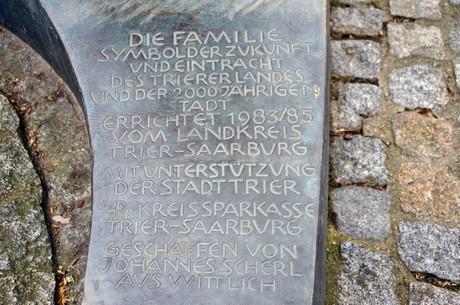 DIE FAMILIE
SYMBOL DER ZUKUNFT
UND EINTRACHT
DES TRIERER LANDES
UND DER 2000 JÄHRIGEN
STADT
ERRICHTET 1983/85
VOM LANDKREIS
TRIER-SAARBURG
MIT UNTERSTÜTZUNG
DER STADT TRIER
UND DER KREISSPARKASSE
TRIER-SAARBURG
GESCHAFFEN VON
JOHANNES SCHERL
AUS WITTLICH